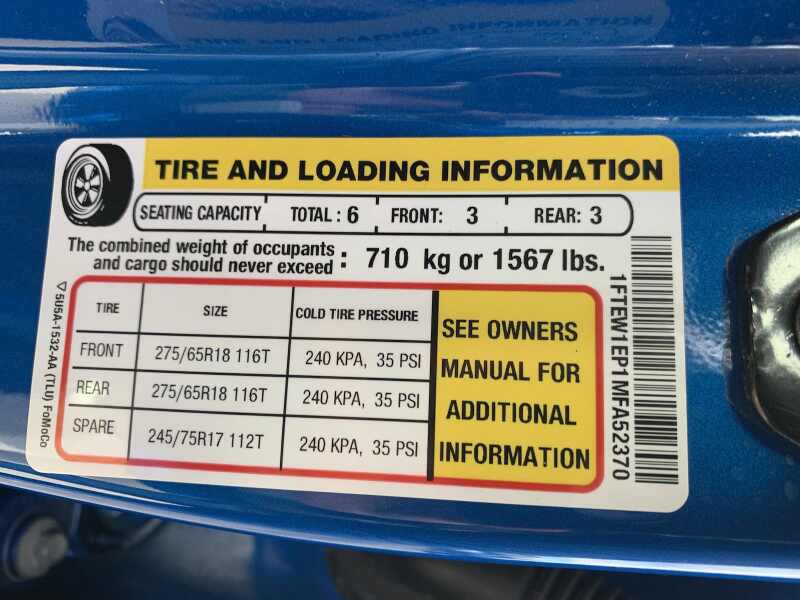 TIRE AND LOADING INFORMATION
SEATING CAPACITY TOTAL : 6 FRONT: 3 REAR: 3
The combined weight of occupants
and cargo should never exceed : 710 kg or 1567 lbs.
TIRE SIZE COLD TIRE PRESSURE
FRONT 275/65R18 116T 240 KPA, 35 PSI
REAR 275/65R18 116T 240 KPA, 35 PSI
SPARE 245/75R17 112T 240 KPA, 35 PSI
SEE OWNERS
MANUAL FOR
ADDITIONAL
INFORMATION
5U5A-1532-AA (TLU) FoMoCo
1FTEW1EP1MFA52370